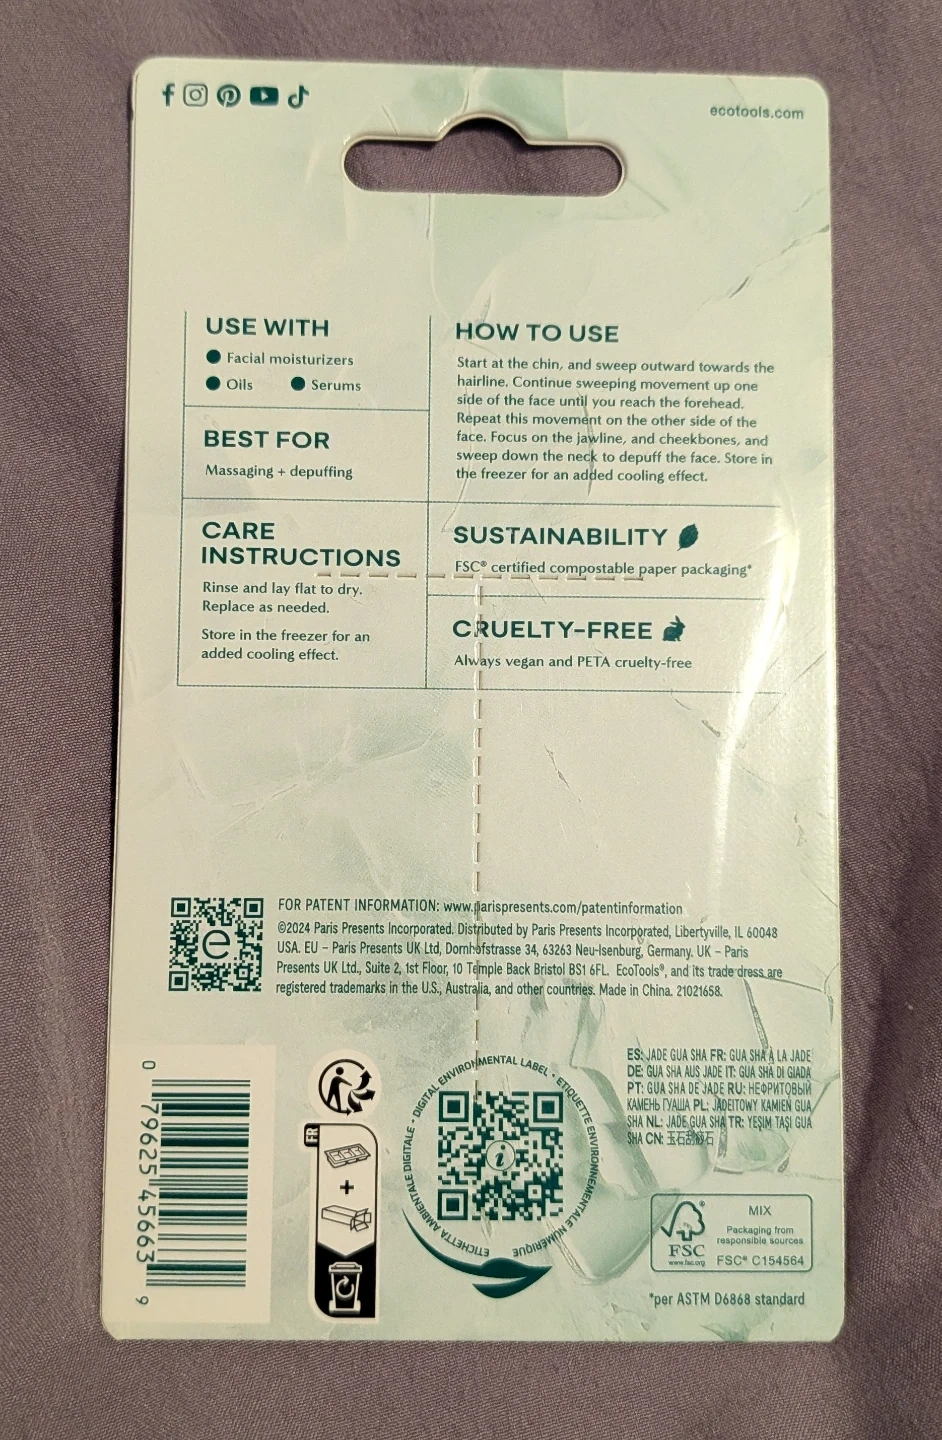 ecotools.com
USE WITH
Facial moisturizers
Oils Serums
BEST FOR
Massaging + depuffing
HOW TO USE
Start at the chin, and sweep outward towards the
hairline. Continue sweeping movement up one
side of the face until you reach the forehead.
Repeat this movement on the other side of the
face. Focus on the jawline, and cheekbones, and
sweep down the neck to depuff the face. Store in
the freezer for an added cooling effect.
CARE
INSTRUCTIONS
Rinse and lay flat to dry.
Replace as needed.
Store in the freezer for an
added cooling effect.
SUSTAINABILITY
FSC® certified compostable paper packaging*
CRUELTY-FREE
Always vegan and PETA cruelty-free
FOR PATENT INFORMATION: www.parispresents.com/patentinformation
©2024 Paris Presents Incorporated. Distributed by Paris Presents Incorporated, Libertyville, IL 60048
USA. EU – Paris Presents UK Ltd, Dornhofstrasse 34, 63263 Neu-Isenburg, Germany. UK – Paris
Presents UK Ltd., Suite 2, 1st Floor, 10 Temple Back Bristol BS1 6FL. EcoTools®, and its trade dress are
registered trademarks in the U.S., Australia, and other countries. Made in China. 21021658.
e
0 79625 45663 9
FR
+
DIGITAL ENVIRONMENTAL LABEL • ETIQUETTE ENVIRONNEMENTALE NUMÉRIQUE
ETICHETTA AMBIENTALE DIGITALE •
i
ES: JADE GUA SHA FR: GUA SHA À LA JADE
DE: GUA SHA AUS JADE IT: GUA SHA DI GIADA
PT: GUA SHA DE JADE RU: НЕФРИТОВЫЙ
КАМЕНЬ ГУАША PL: JADEITOWY KAMIEŃ GUA
SHA NL: JADE GUA SHA TR: YEŞİM TAŞI GUA
SHA CN: 玉石刮痧石
FSC®
www.fsc.org
MIX
Packaging from
responsible sources
FSC® C154564
*per ASTM D6868 standard